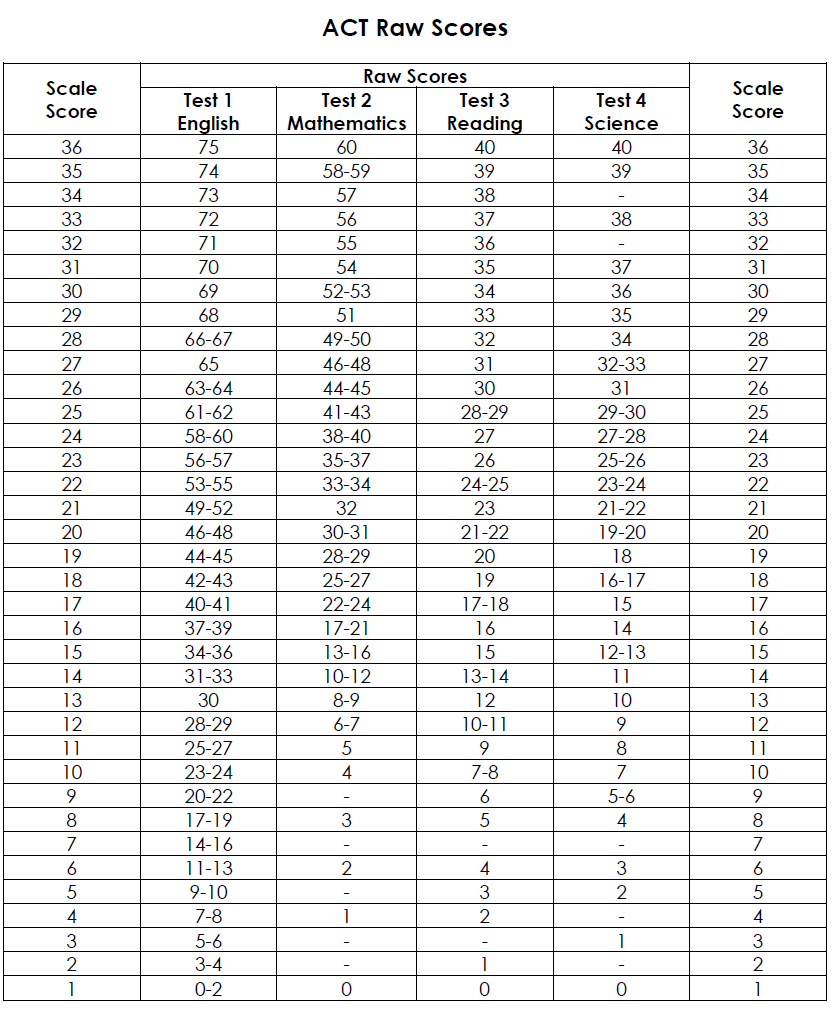 ACT Raw Scores
Scale Score Raw Scores Scale Score
Test 1 English Test 2 Mathematics Test 3 Reading Test 4 Science
36 75 60 40 40 36
35 74 58-59 39 39 35
34 73 57 38 - 34
33 72 56 37 38 33
32 71 55 36 - 32
31 70 54 35 37 31
30 69 52-53 34 36 30
29 68 51 33 35 29
28 66-67 49-50 32 34 28
27 65 46-48 31 32-33 27
26 63-64 44-45 30 31 26
25 61-62 41-43 28-29 29-30 25
24 58-60 38-40 27 27-28 24
23 56-57 35-37 26 25-26 23
22 53-55 33-34 24-25 23-24 22
21 49-52 32 23 21-22 21
20 46-48 30-31 21-22 19-20 20
19 44-45 28-29 20 18 19
18 42-43 25-27 19 16-17 18
17 40-41 22-24 17-18 15 17
16 37-39 17-21 16 14 16
15 34-36 13-16 15 12-13 15
14 31-33 10-12 13-14 11 14
13 30 8-9 12 10 13
12 28-29 6-7 10-11 9 12
11 25-27 5 9 8 11
10 23-24 4 7-8 7 10
9 20-22 - 6 5-6 9
8 17-19 3 5 4 8
7 14-16 - - - 7
6 11-13 2 4 3 6
5 9-10 - 3 2 5
4 7-8 1 2 - 4
3 5-6 - - 1 3
2 3-4 - 1 - 2
1 0-2 0 0 0 1